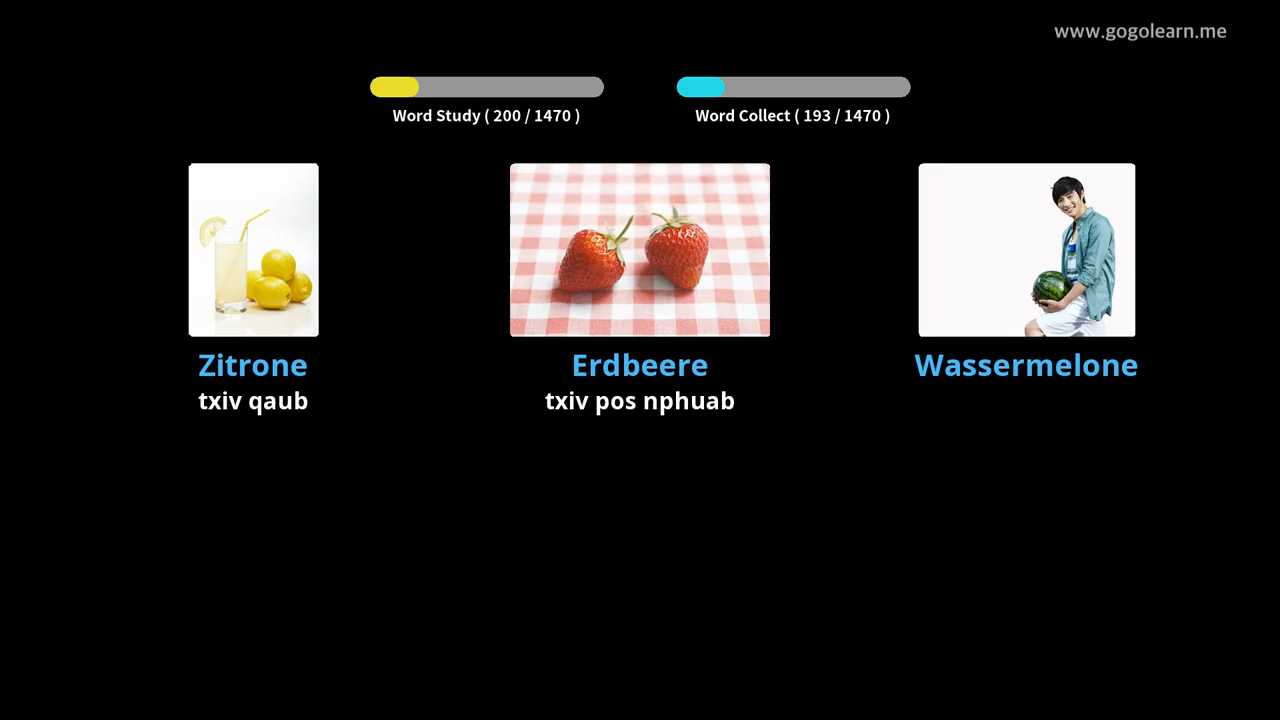 www.gogolearn.me
Word Study ( 200 / 1470 )
Word Collect ( 193 / 1470 )
Zitrone
txiv qaub
Erdbeere
txiv pos nphuab
Wassermelone